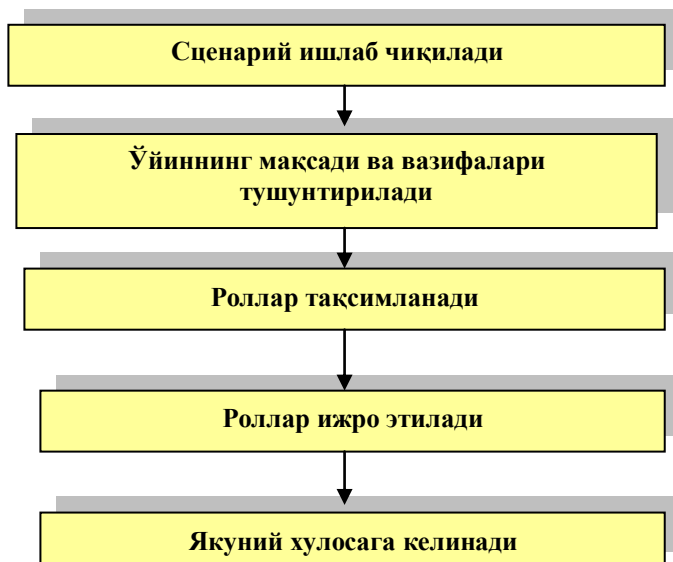 Сценарий ишлаб чиқилади
Ўйиннинг мақсади ва вазифалари
тушунтирилади
Роллар тақсимланади
Роллар ижро этилади
Якуний хулосага келинади